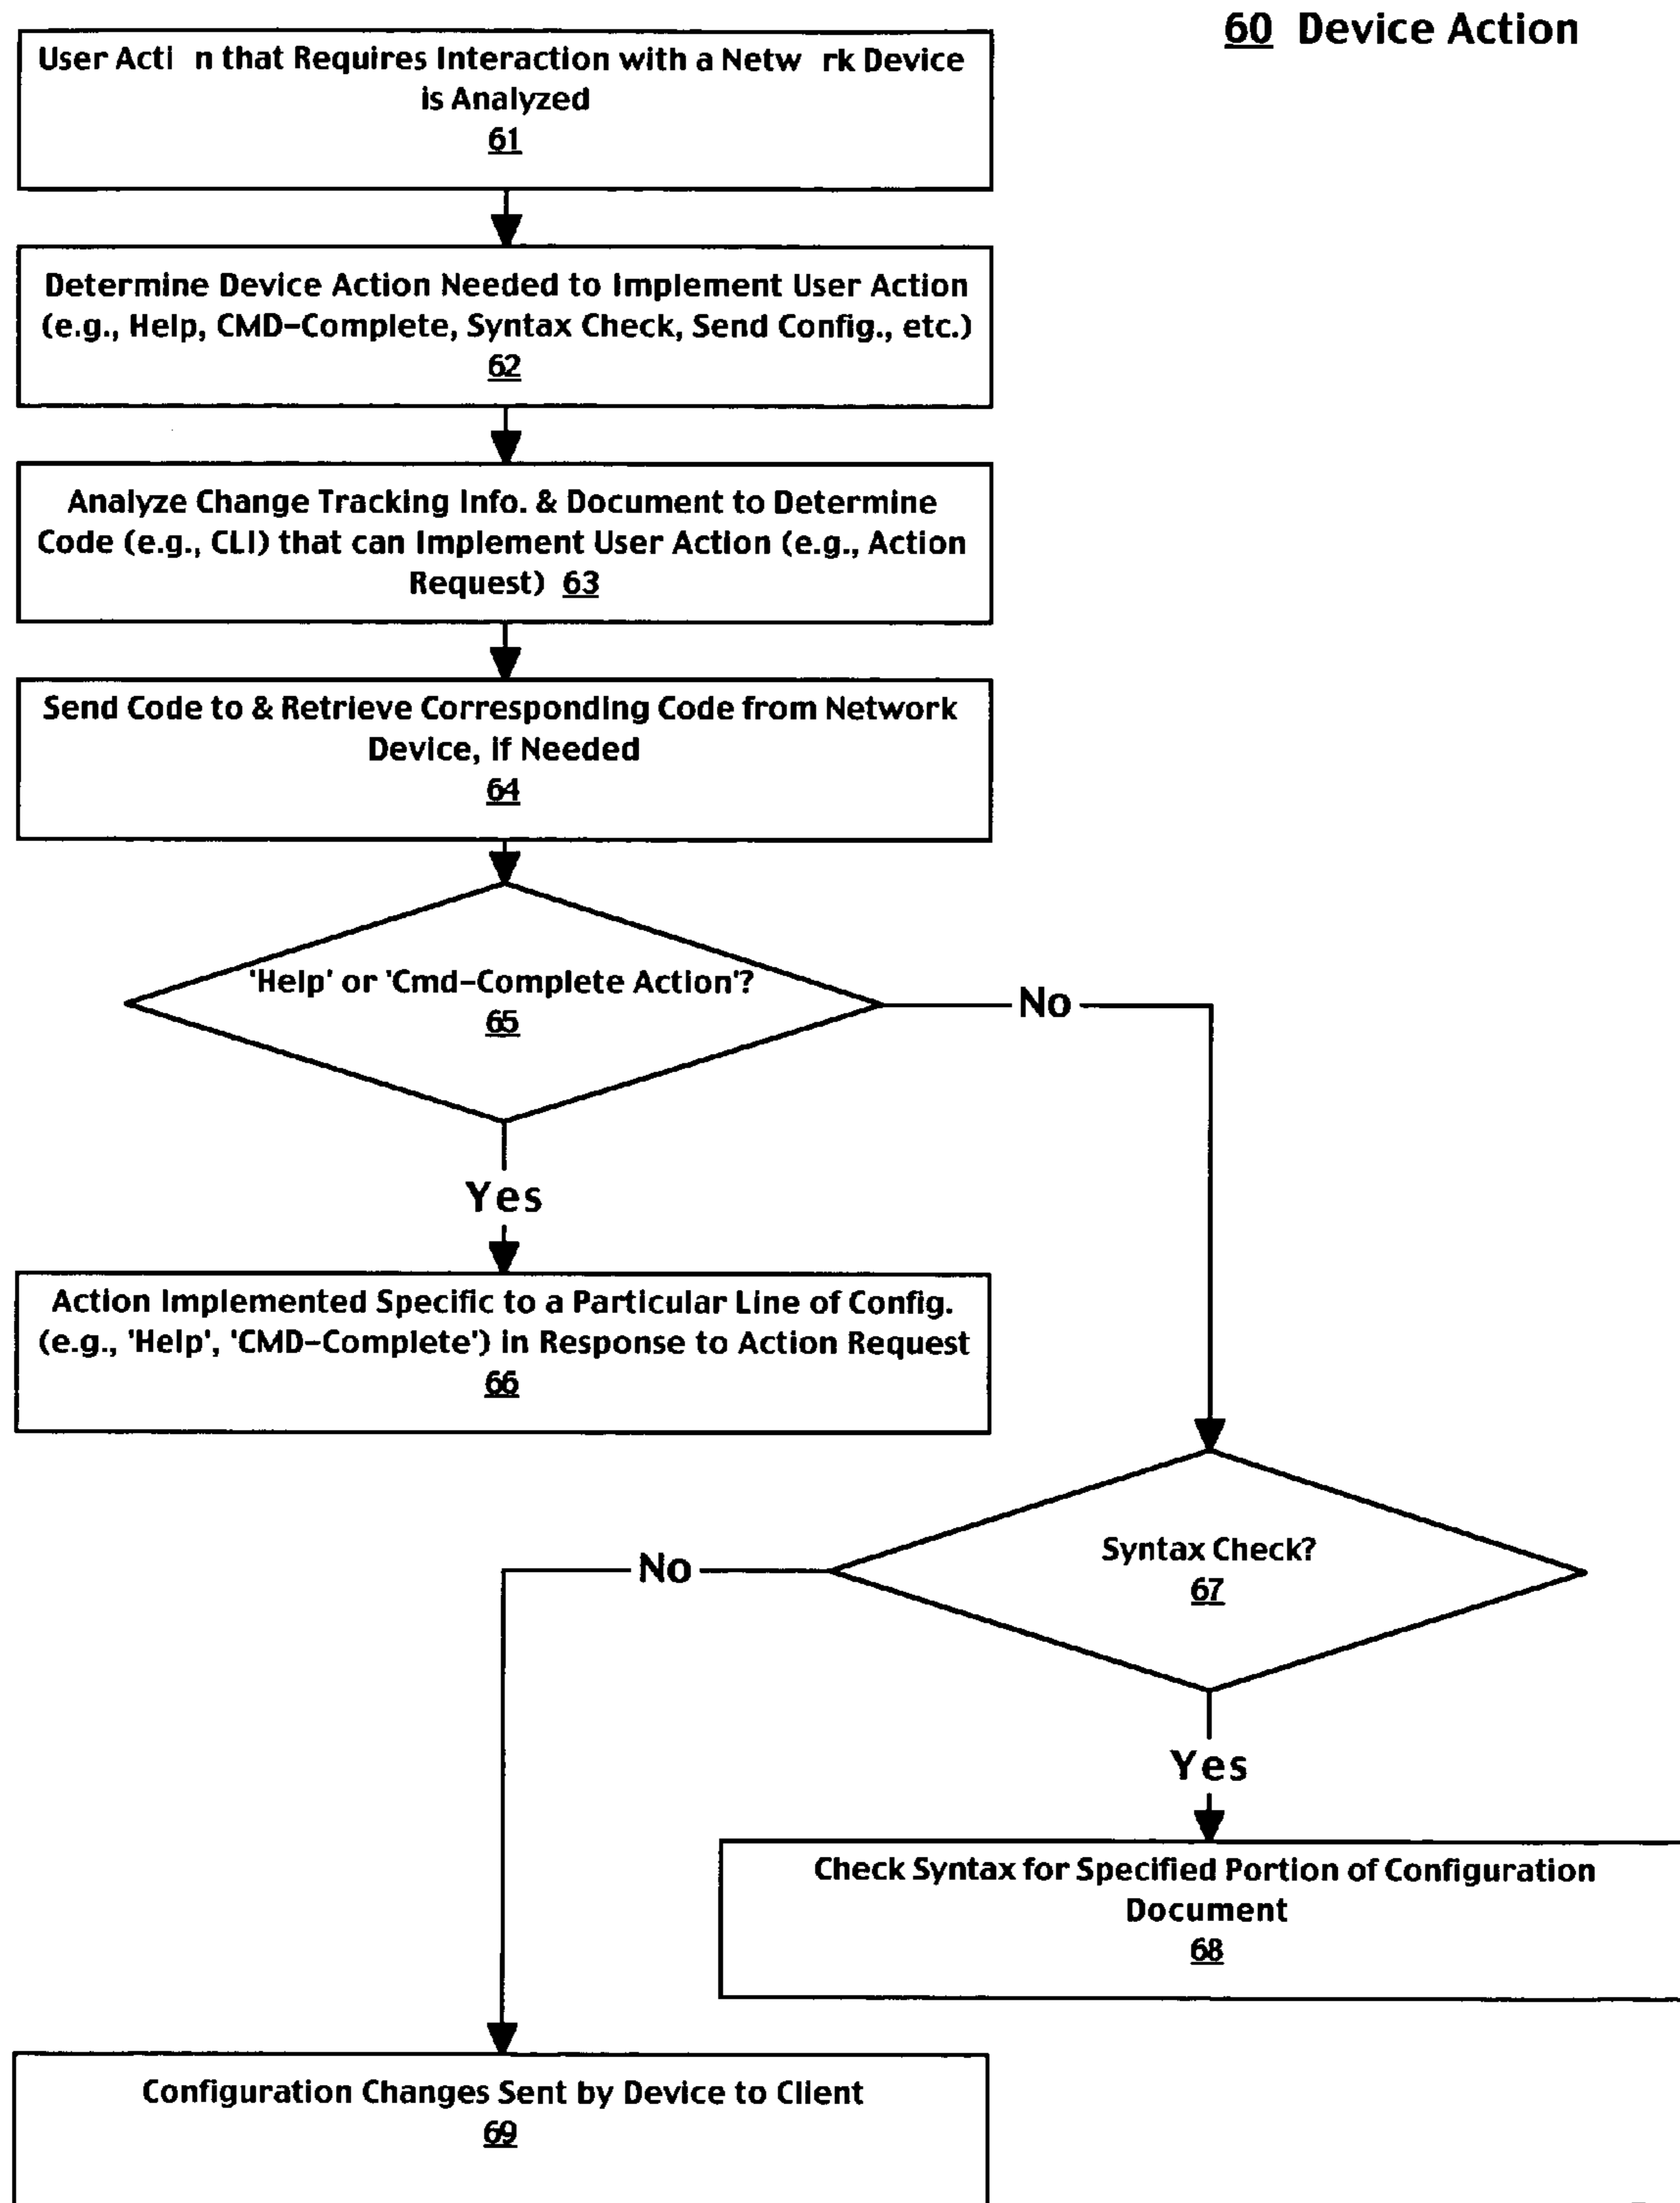 60 Device Action
User Acti n that Requires Interaction with a Netw rk Device
is Analyzed
61
Determine Device Action Needed to Implement User Action
(e.g., Help, CMD-Complete, Syntax Check, Send Config., etc.)
62
Analyze Change Tracking Info. & Document to Determine
Code (e.g., CLI) that can Implement User Action (e.g., Action
Request) 63
Send Code to & Retrieve Corresponding Code from Network
Device, if Needed
64
'Help' or 'Cmd-Complete Action'?
65
No
Yes
Action Implemented Specific to a Particular Line of Config.
(e.g., 'Help', 'CMD-Complete') in Response to Action Request
66
Syntax Check?
67
No
Yes
Check Syntax for Specified Portion of Configuration
Document
68
Configuration Changes Sent by Device to Client
69